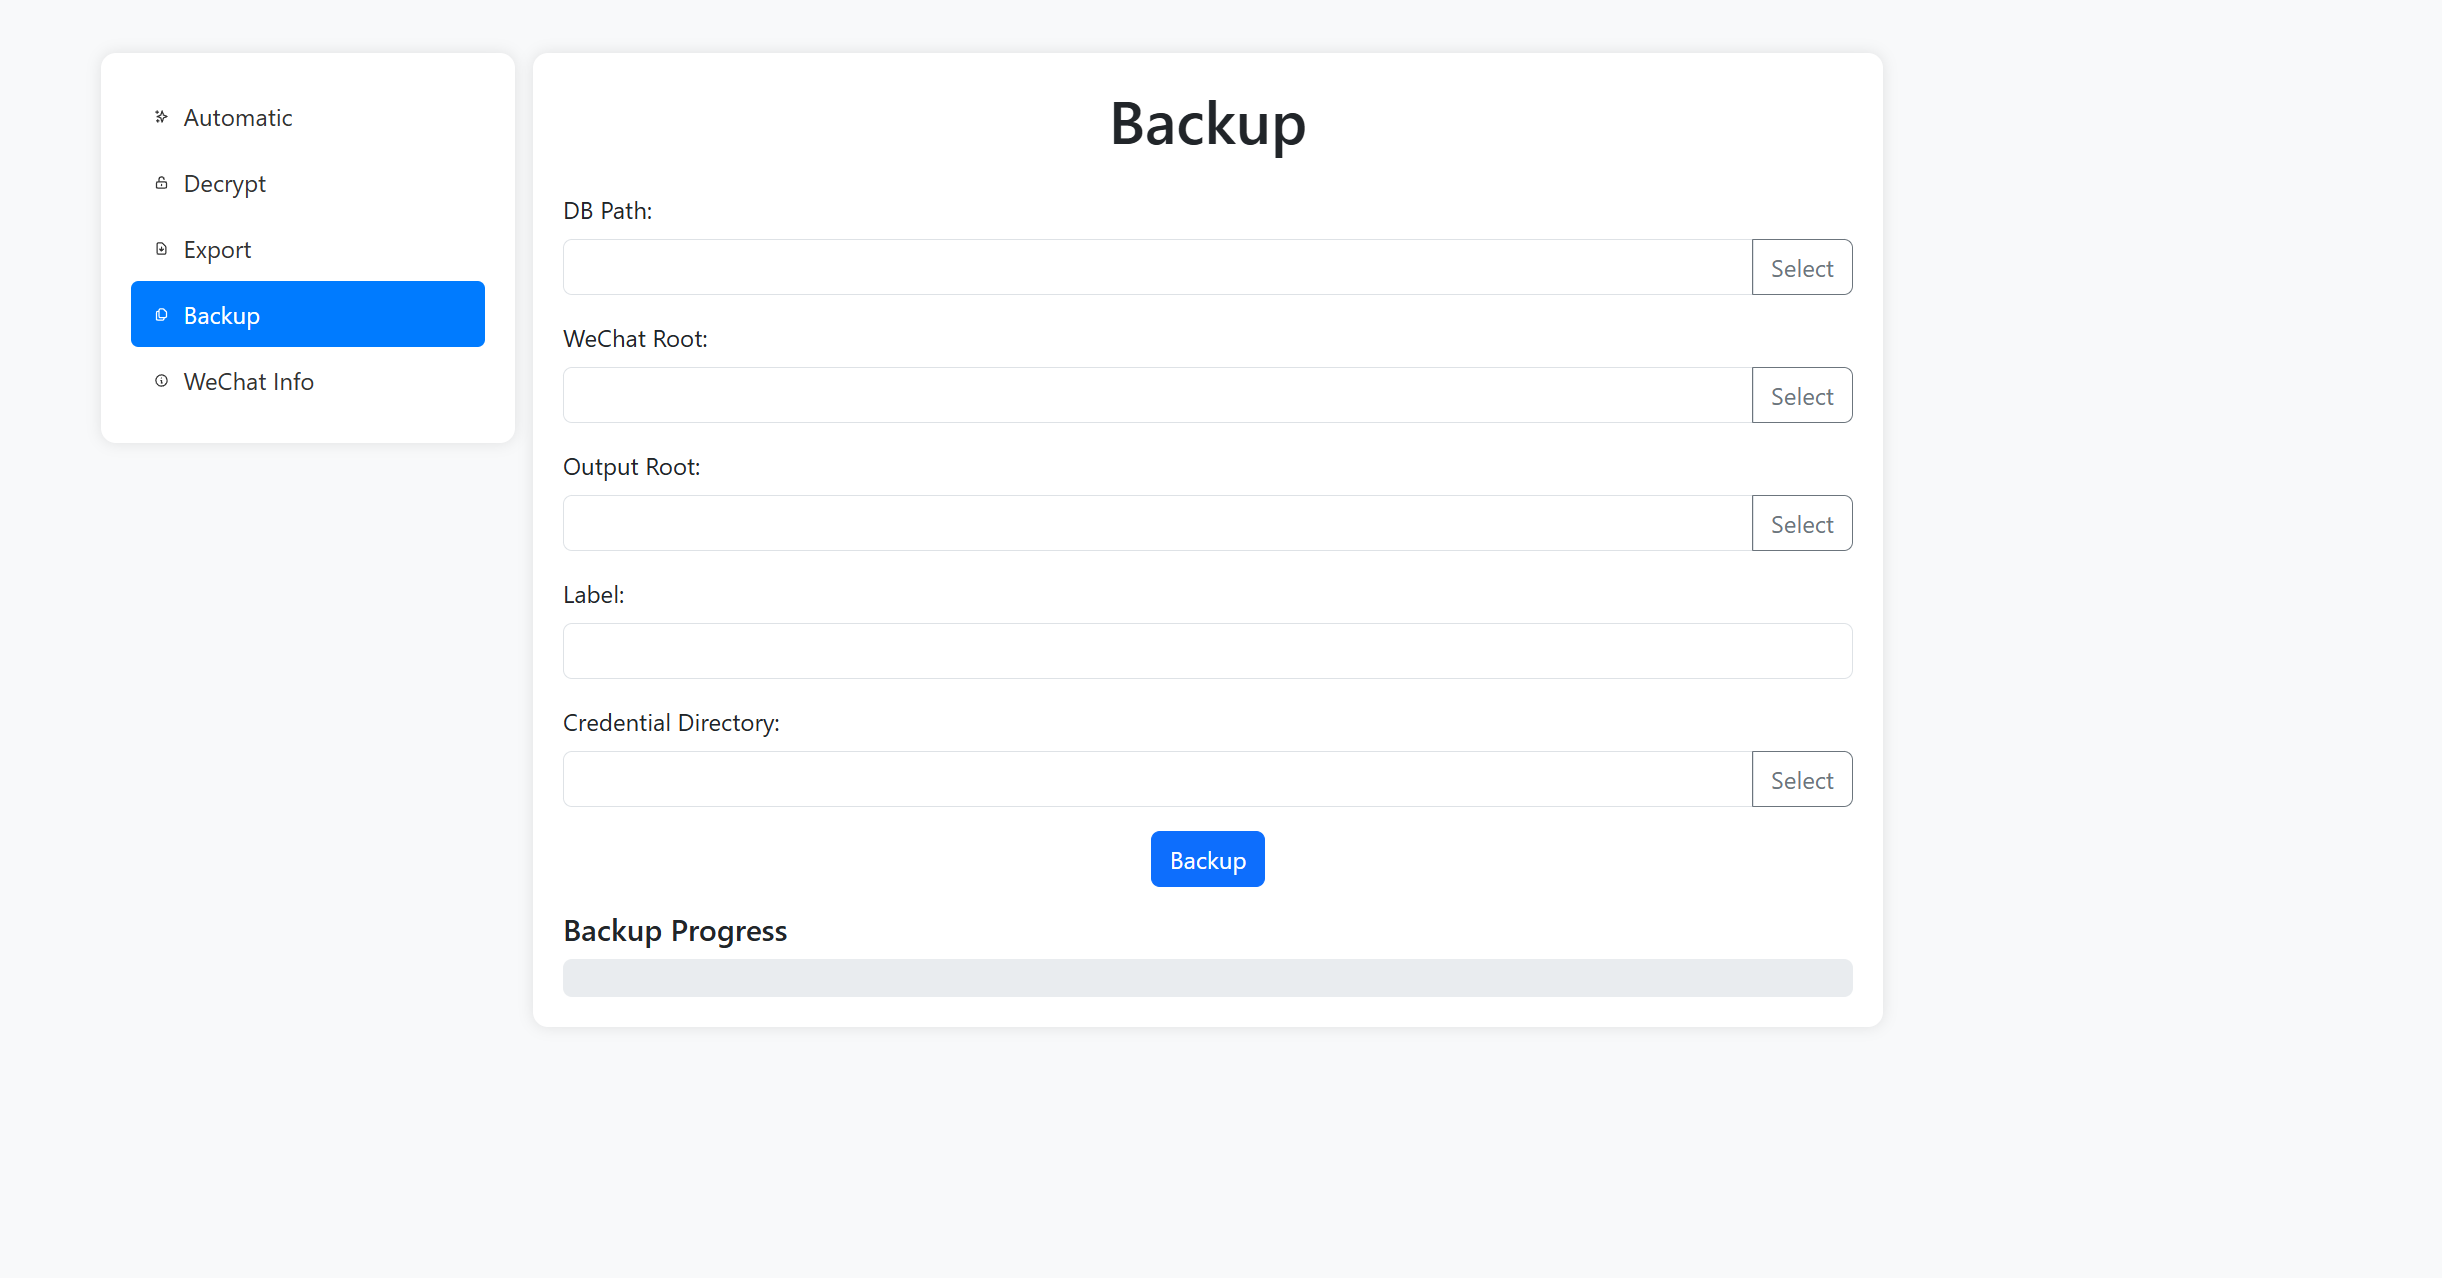 Automatic
Decrypt
Export
Backup
WeChat Info
Backup
DB Path:
Select
WeChat Root:
Select
Output Root:
Select
Label:
Credential Directory:
Select
Backup
Backup Progress